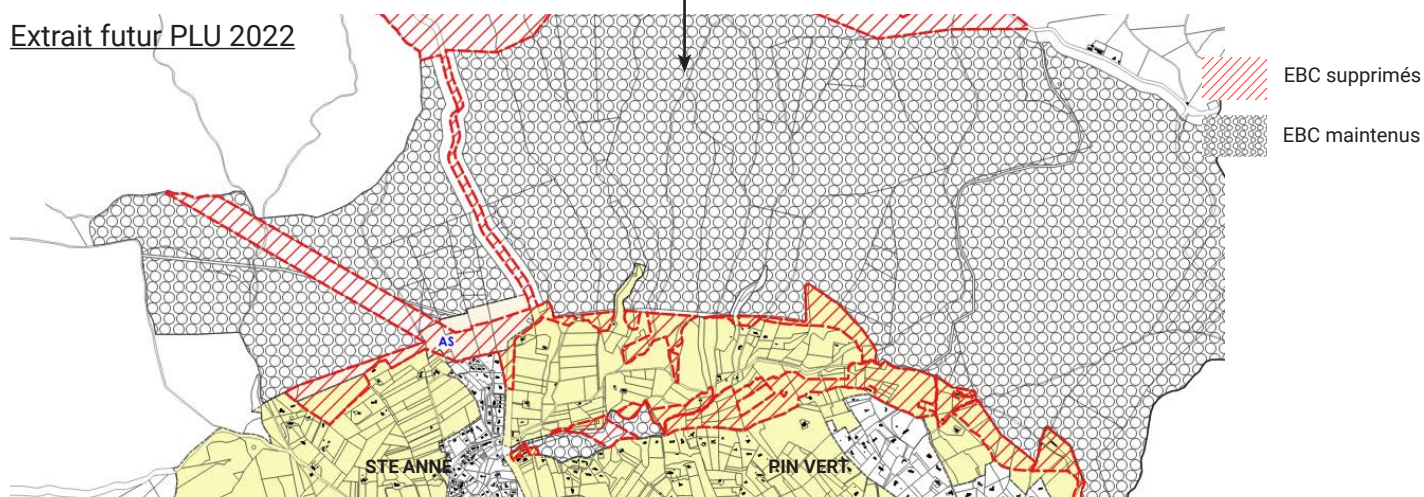 Extrait futur PLU 2022
EBC supprimés
EBC maintenus
AS
STE ANNE
PIN VERT